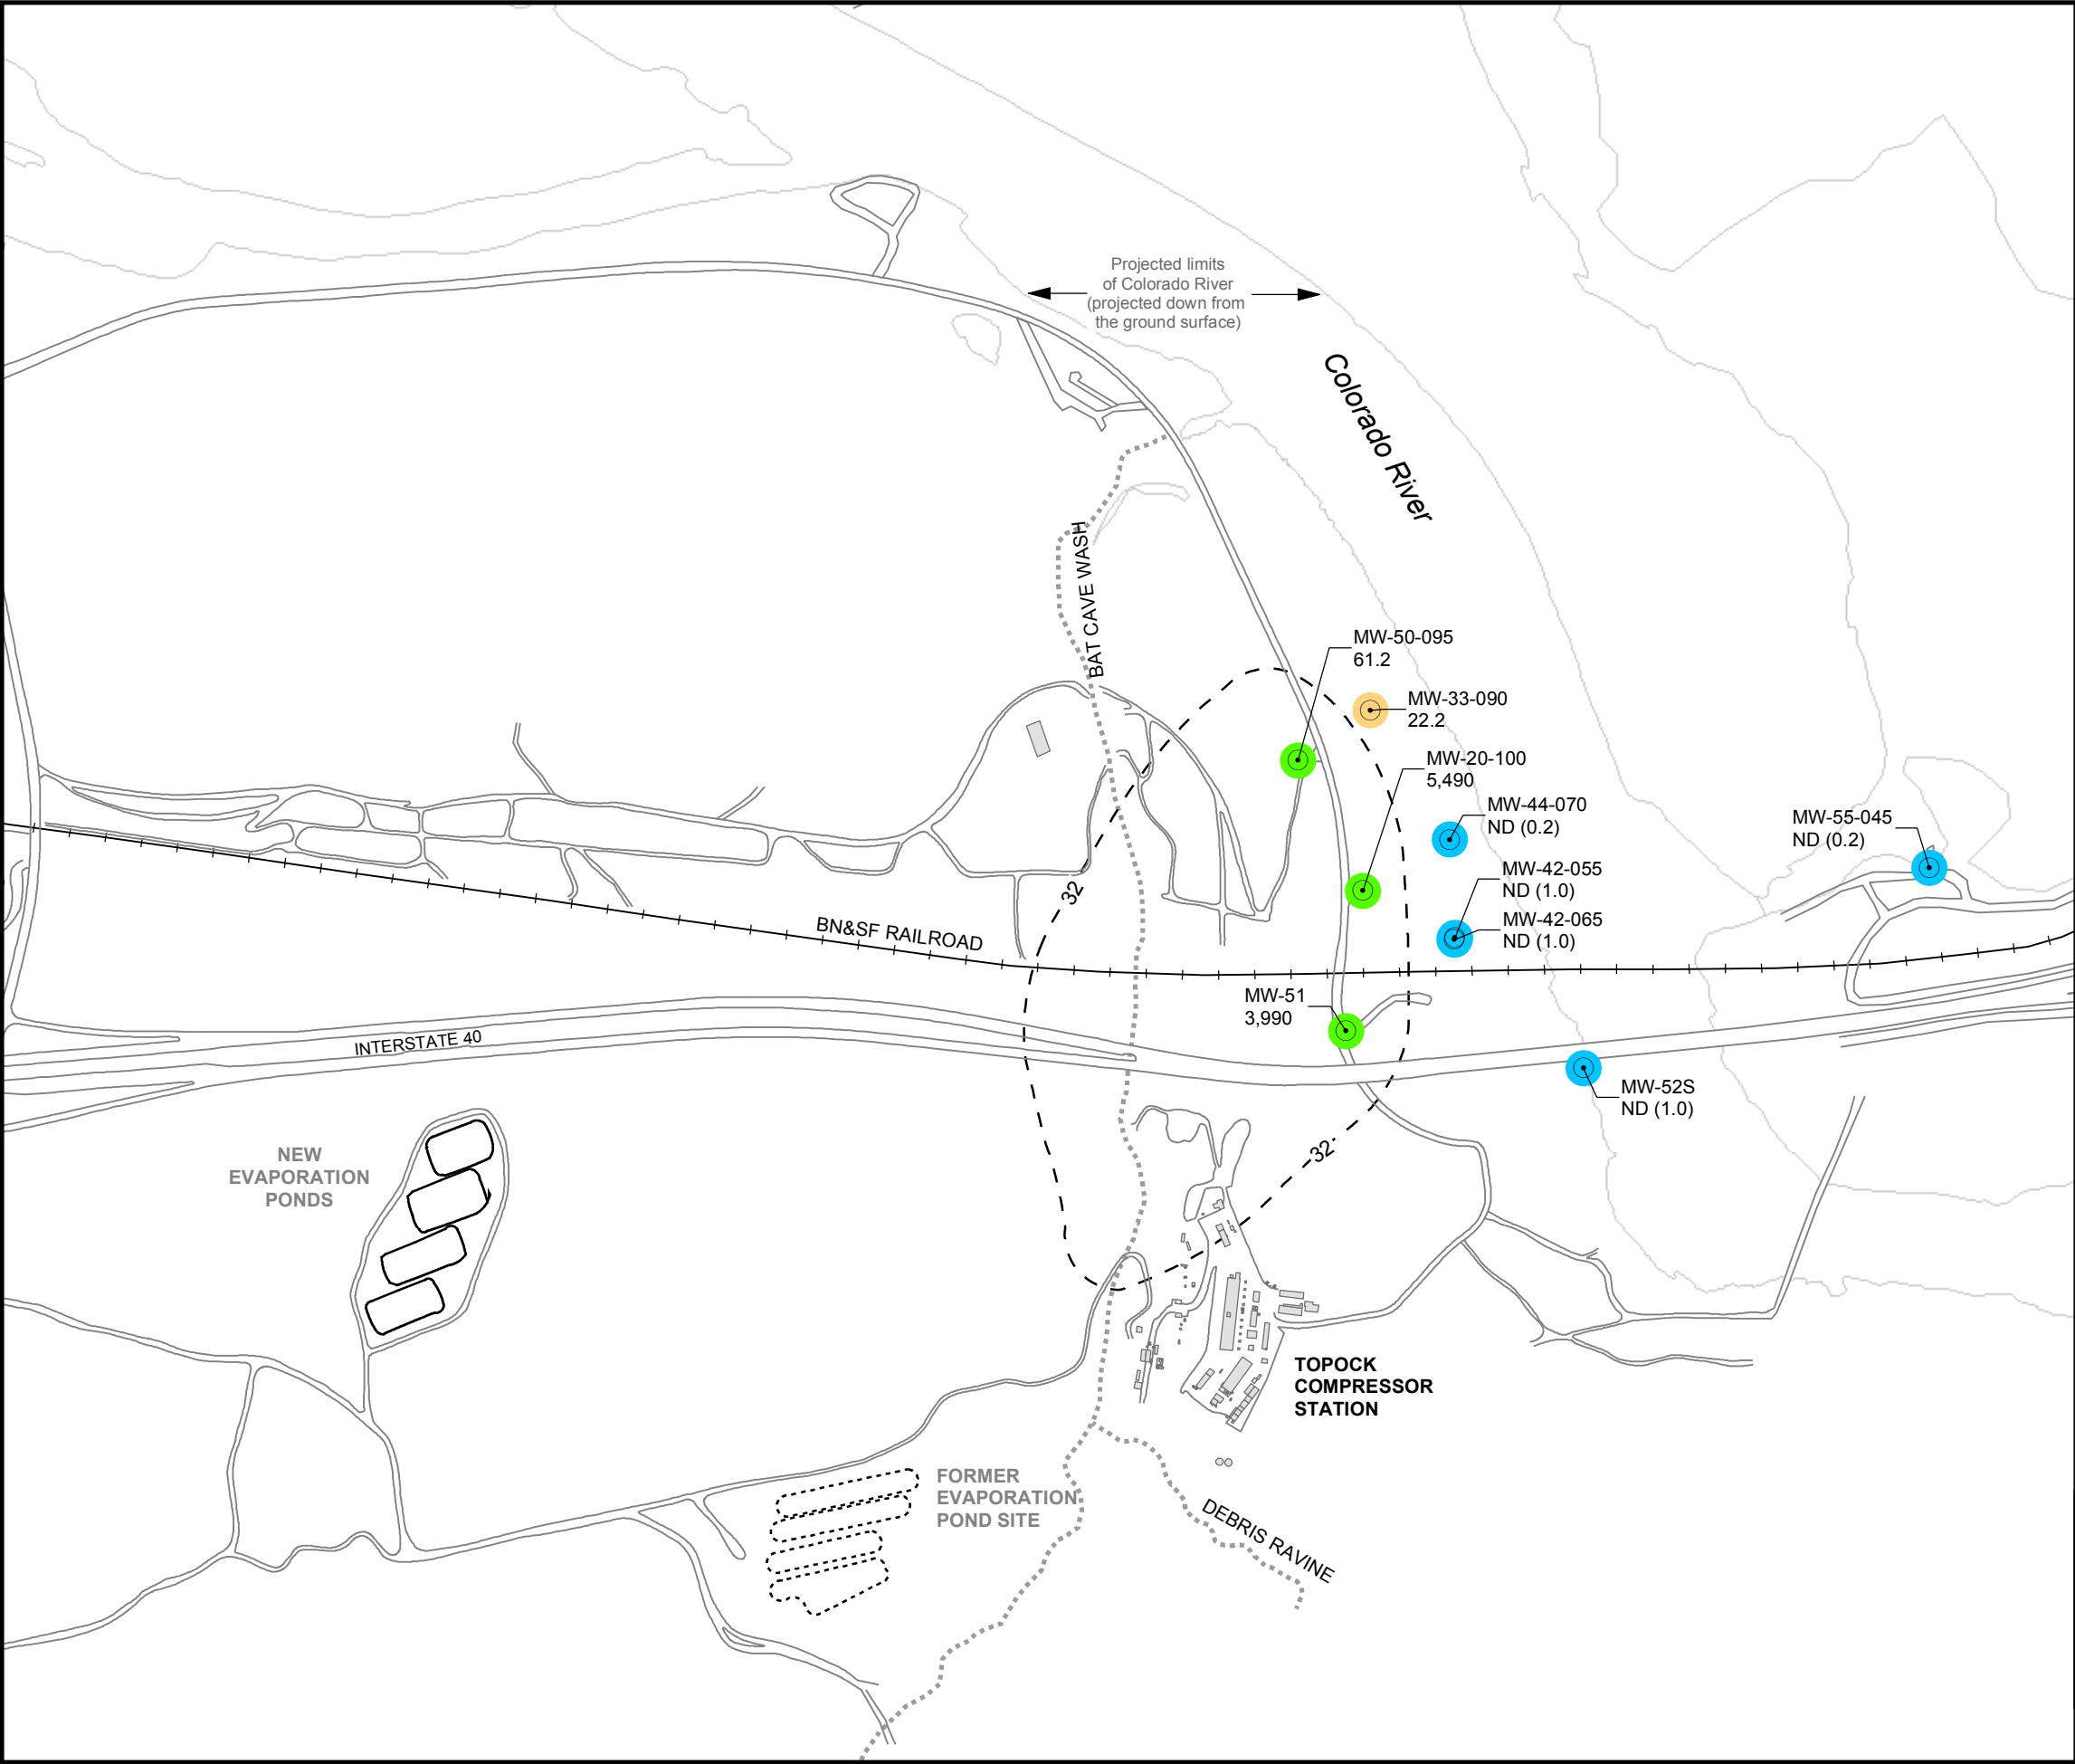 Projected limits
of Colorado River
(projected down from
the ground surface)
Colorado River
BAT CAVE WASH
MW-50-095
61.2
MW-33-090
22.2
MW-20-100
5,490
MW-44-070
ND (0.2)
MW-55-045
ND (0.2)
MW-42-055
ND (1.0)
MW-42-065
ND (1.0)
32
BN&SF RAILROAD
MW-51
3,990
INTERSTATE 40
MW-52S
ND (1.0)
32
NEW
EVAPORATION
PONDS
TOPOCK
COMPRESSOR
STATION
FORMER
EVAPORATION
POND SITE
DEBRIS RAVINE